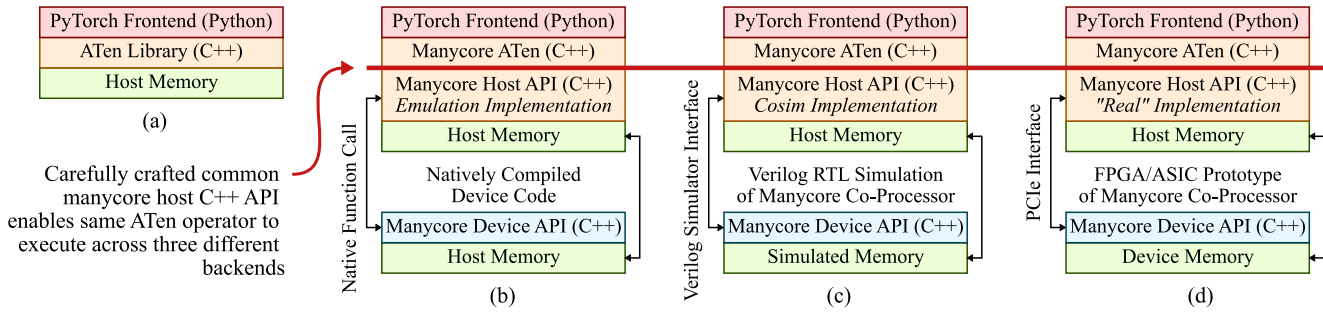 PyTorch Frontend (Python)
ATen Library (C++)
Host Memory
(a)
Carefully crafted common
manycore host C++ API
enables same ATen operator to
execute across three different
backends
PyTorch Frontend (Python)
Manycore ATen (C++)
Manycore Host API (C++)
Emulation Implementation
Host Memory
Native Function Call
Natively Compiled
Device Code
Manycore Device API (C++)
Host Memory
(b)
PyTorch Frontend (Python)
Manycore ATen (C++)
Manycore Host API (C++)
Cosim Implementation
Host Memory
Verilog Simulator Interface
Verilog RTL Simulation
of Manycore Co-Processor
Manycore Device API (C++)
Simulated Memory
(c)
PyTorch Frontend (Python)
Manycore ATen (C++)
Manycore Host API (C++)
"Real" Implementation
Host Memory
PCIe Interface
FPGA/ASIC Prototype
of Manycore Co-Processor
Manycore Device API (C++)
Device Memory
(d)